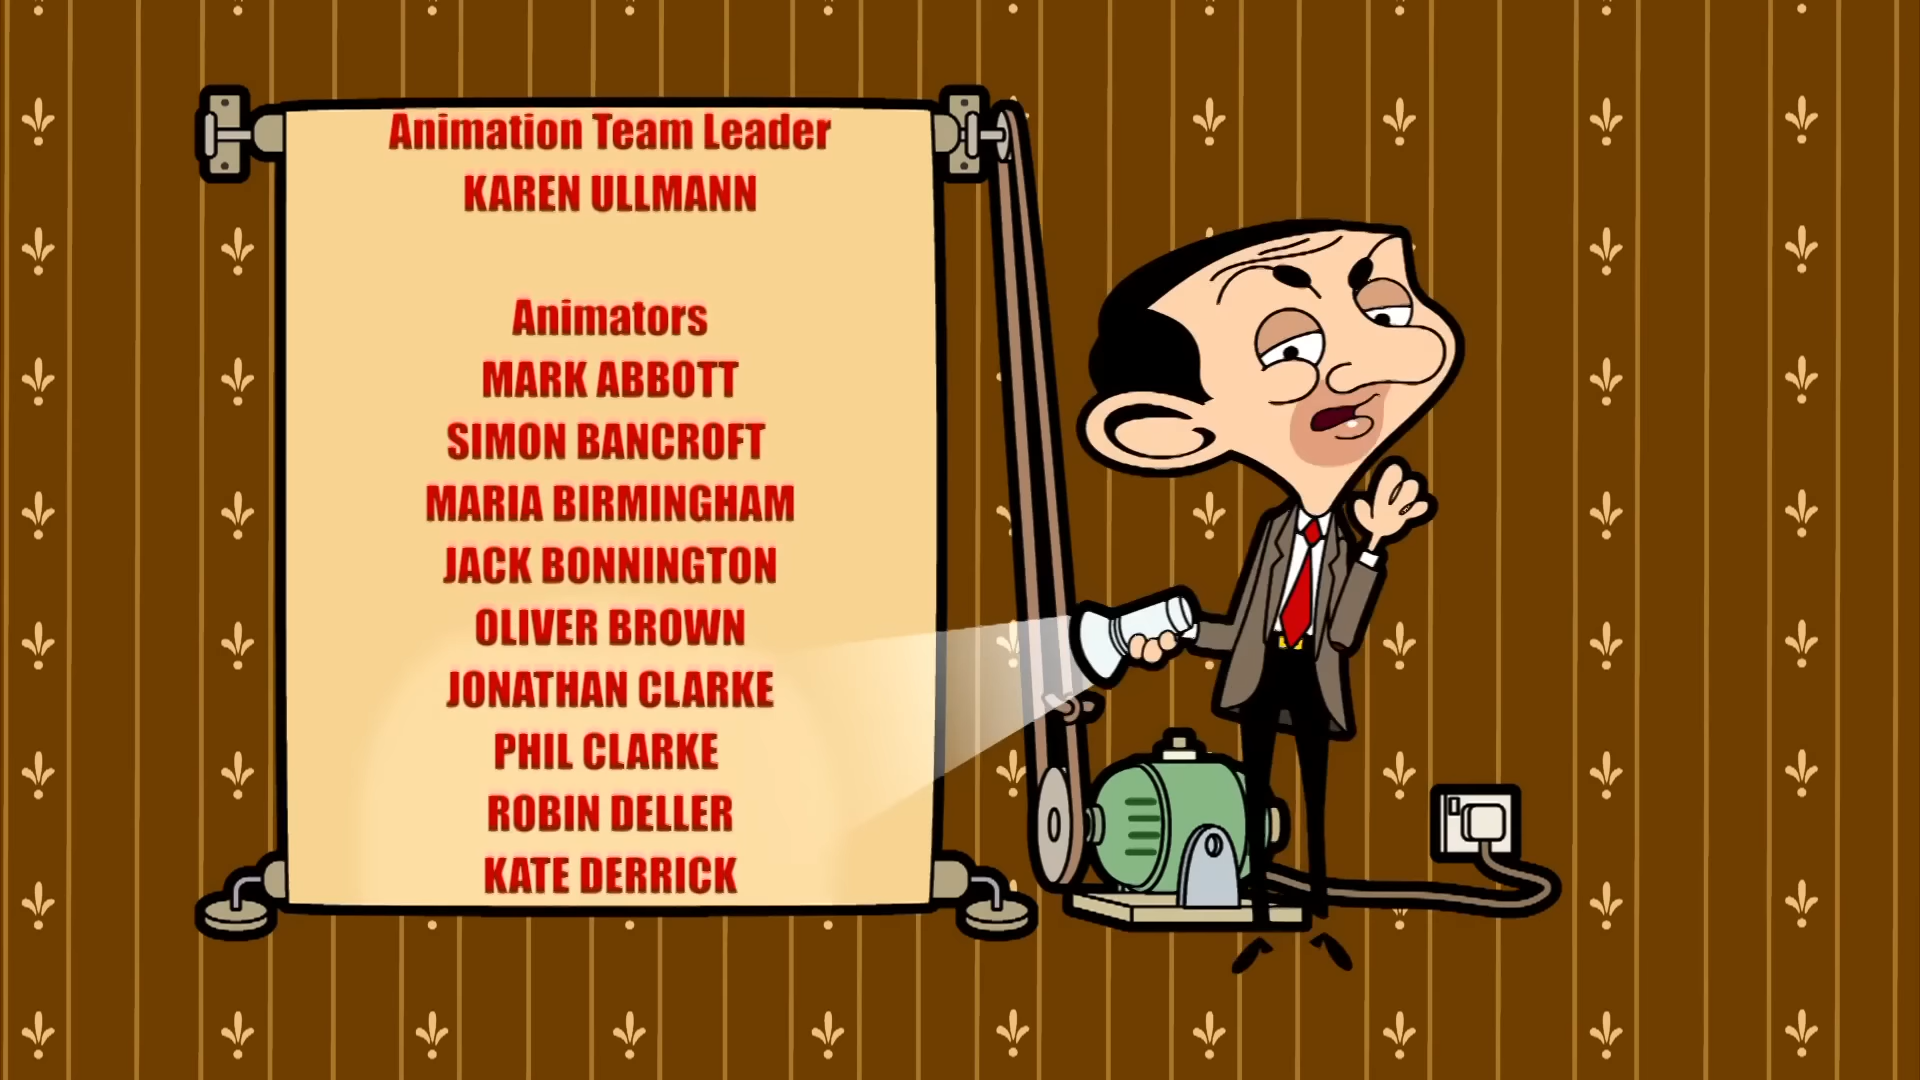 Animation Team Leader
KAREN ULLMANN
Animators
MARK ABBOTT
SIMON BANCROFT
MARIA BIRMINGHAM
JACK BONNINGTON
OLIVER BROWN
JONATHAN CLARKE
PHIL CLARKE
ROBIN DELLER
KATE DERRICK